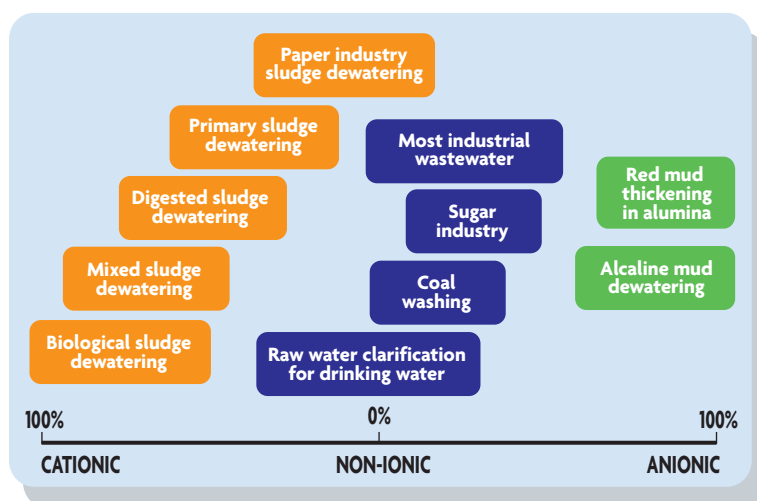 Paper industry
sludge dewatering
Primary sludge
dewatering
Most industrial
wastewater
Red mud
thickening
in alumina
Digested sludge
dewatering
Sugar
industry
Mixed sludge
dewatering
Coal
washing
Alcaline mud
dewatering
Biological sludge
dewatering
Raw water clarification
for drinking water
100%
0%
100%
CATIONIC
NON-IONIC
ANIONIC